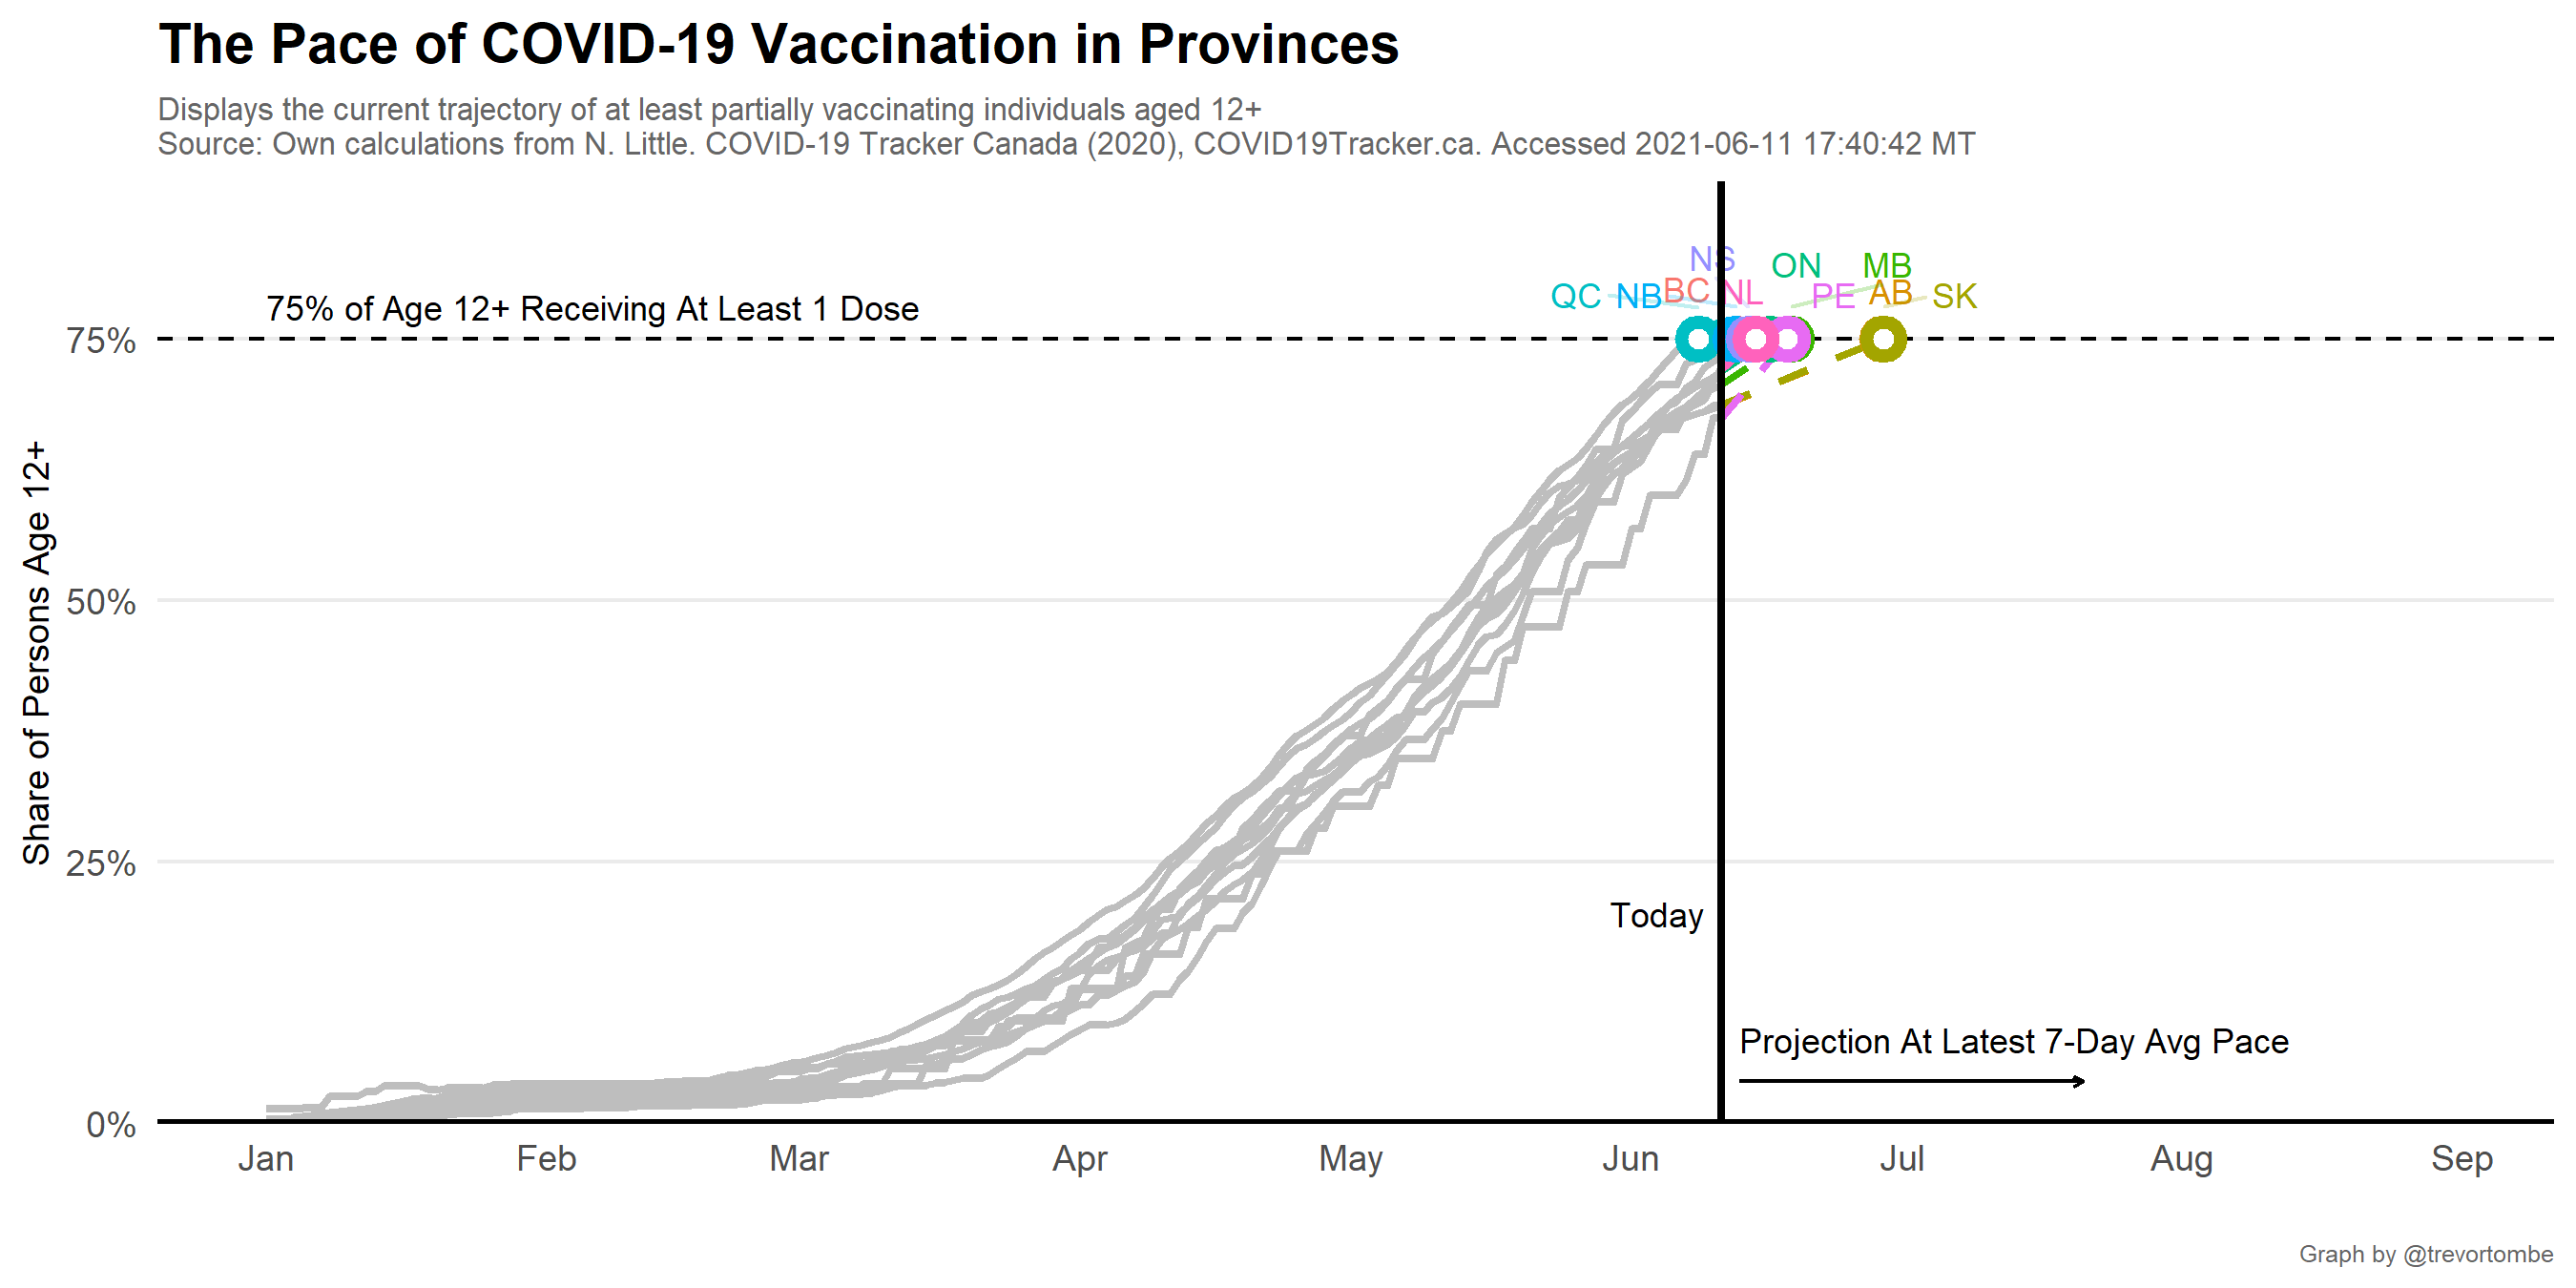 The Pace of COVID-19 Vaccination in Provinces
Displays the current trajectory of at least partially vaccinating individuals aged 12+
Source: Own calculations from N. Little. COVID-19 Tracker Canada (2020), COVID19Tracker.ca. Accessed 2021-06-11 17:40:42 MT
NS
ON
MB
QC
NB
BC
NL
PE
AB
SK
75% of Age 12+ Receiving At Least 1 Dose
75%
50%
25%
0%
Share of Persons Age 12+
Today
Projection At Latest 7-Day Avg Pace
Jan
Feb
Mar
Apr
May
Jun
Jul
Aug
Sep
Graph by @trevortombe